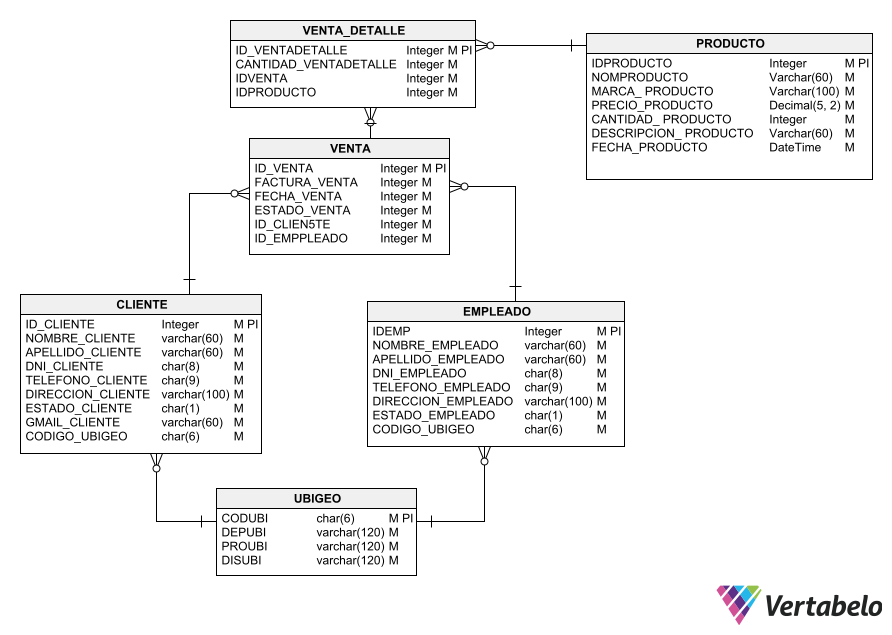 VENTA_DETALLE
ID_VENTADETALLE Integer M PI
CANTIDAD_VENTADETALLE Integer M
IDVENTA Integer M
IDPRODUCTO Integer M
PRODUCTO
IDPRODUCTO Integer M PI
NOMPRODUCTO Varchar(60) M
MARCA_ PRODUCTO Varchar(100) M
PRECIO_PRODUCTO Decimal(5, 2) M
CANTIDAD_ PRODUCTO Integer M
DESCRIPCION_ PRODUCTO Varchar(60) M
FECHA_PRODUCTO DateTime M
VENTA
ID_VENTA Integer M PI
FACTURA_VENTA Integer M
FECHA_VENTA Integer M
ESTADO_VENTA Integer M
ID_CLIEN5TE Integer M
ID_EMPPLEADO Integer M
CLIENTE
ID_CLIENTE Integer M PI
NOMBRE_CLIENTE varchar(60) M
APELLIDO_CLIENTE varchar(60) M
DNI_CLIENTE char(8) M
TELEFONO_CLIENTE char(9) M
DIRECCION_CLIENTE varchar(100) M
ESTADO_CLIENTE char(1) M
GMAIL_CLIENTE varchar(60) M
CODIGO_UBIGEO char(6) M
EMPLEADO
IDEMP Integer M PI
NOMBRE_EMPLEADO varchar(60) M
APELLIDO_EMPLEADO varchar(60) M
DNI_EMPLEADO char(8) M
TELEFONO_EMPLEADO char(9) M
DIRECCION_EMPLEADO varchar(100) M
ESTADO_EMPLEADO char(1) M
CODIGO_UBIGEO char(6) M
UBIGEO
CODUBI char(6) M PI
DEPUBI varchar(120) M
PROUBI varchar(120) M
DISUBI varchar(120) M
Vertabelo